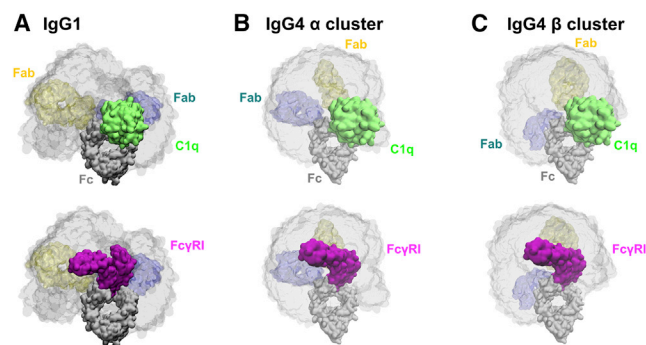 A IgG1
B IgG4 α cluster
C IgG4 β cluster
Fab
Fab
C1q
Fc
Fab
Fab
C1q
Fc
Fab
Fab
C1q
Fc
FcγRI
FcγRI
FcγRI